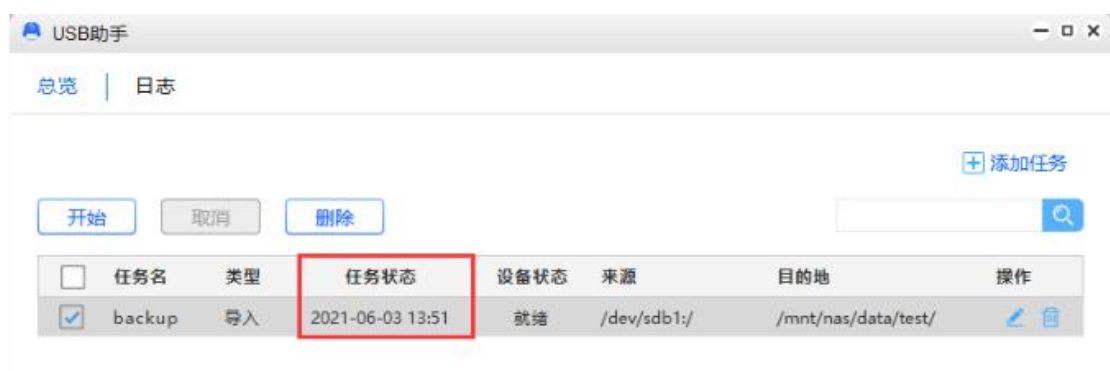 USB助手
总览 日志
添加任务
开始 取消 删除
任务名 类型 任务状态 设备状态 来源 目的地 操作
backup 导入 2021-06-03 13:51 就绪 /dev/sdb1:/ /mnt/nas/data/test/